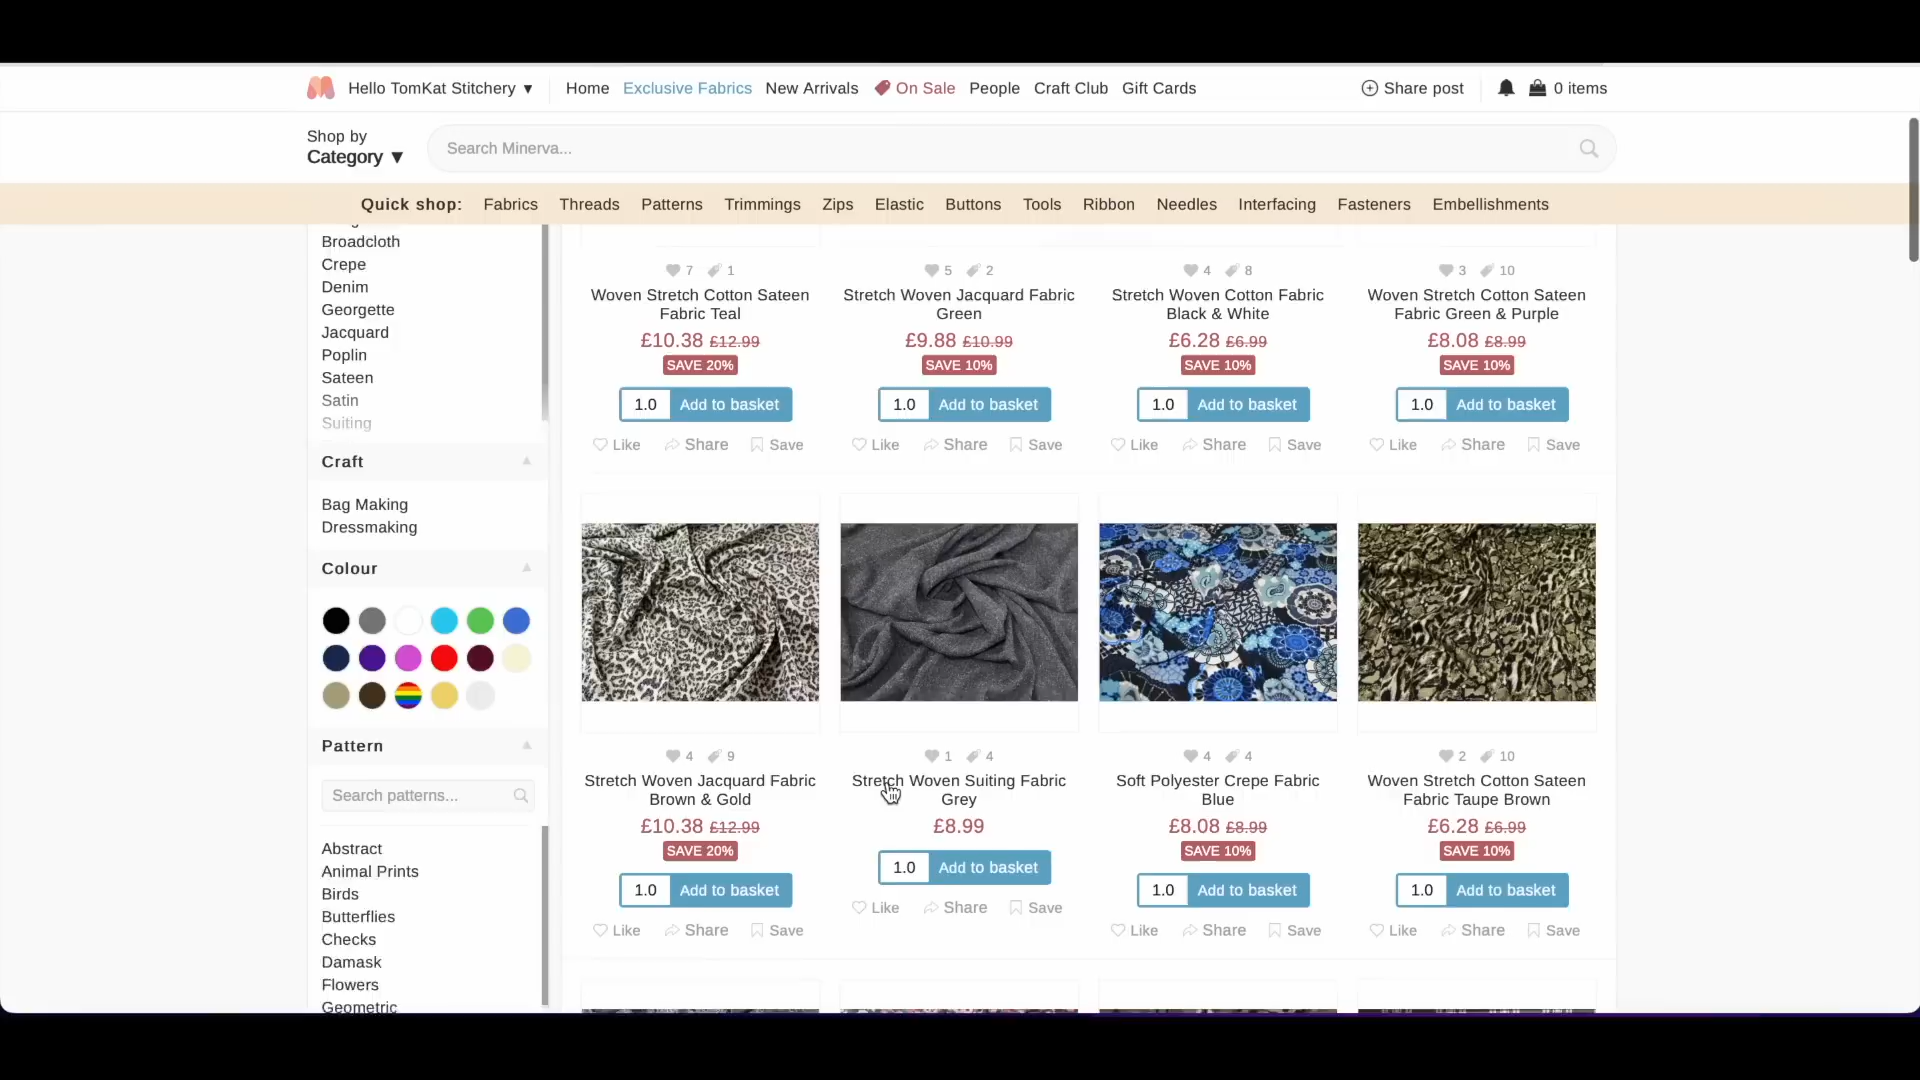 Hello TomKat Stitchery ▼ Home Exclusive Fabrics New Arrivals On Sale People Craft Club Gift Cards Share post 0 items
Shop by
Category ▼
Search Minerva...
Quick shop: Fabrics Threads Patterns Trimmings Zips Elastic Buttons Tools Ribbon Needles Interfacing Fasteners Embellishments
Broadcloth
Crepe
Denim
Georgette
Jacquard
Poplin
Sateen
Satin
Suiting
Craft
Bag Making
Dressmaking
Colour
Pattern
Search patterns...
Abstract
Animal Prints
Birds
Butterflies
Checks
Damask
Flowers
Geometric
7 1
Woven Stretch Cotton Sateen
Fabric Teal
£10.38 £12.99
SAVE 20%
1.0 Add to basket
Like Share Save
5 2
Stretch Woven Jacquard Fabric
Green
£9.88 £10.99
SAVE 10%
1.0 Add to basket
Like Share Save
4 8
Stretch Woven Cotton Fabric
Black & White
£6.28 £6.99
SAVE 10%
1.0 Add to basket
Like Share Save
3 10
Woven Stretch Cotton Sateen
Fabric Green & Purple
£8.08 £8.99
SAVE 10%
1.0 Add to basket
Like Share Save
4 9
Stretch Woven Jacquard Fabric
Brown & Gold
£10.38 £12.99
SAVE 20%
1.0 Add to basket
Like Share Save
1 4
Stretch Woven Suiting Fabric
Grey
£8.99
1.0 Add to basket
Like Share Save
4 4
Soft Polyester Crepe Fabric
Blue
£8.08 £8.99
SAVE 10%
1.0 Add to basket
Like Share Save
2 10
Woven Stretch Cotton Sateen
Fabric Taupe Brown
£6.28 £6.99
SAVE 10%
1.0 Add to basket
Like Share Save